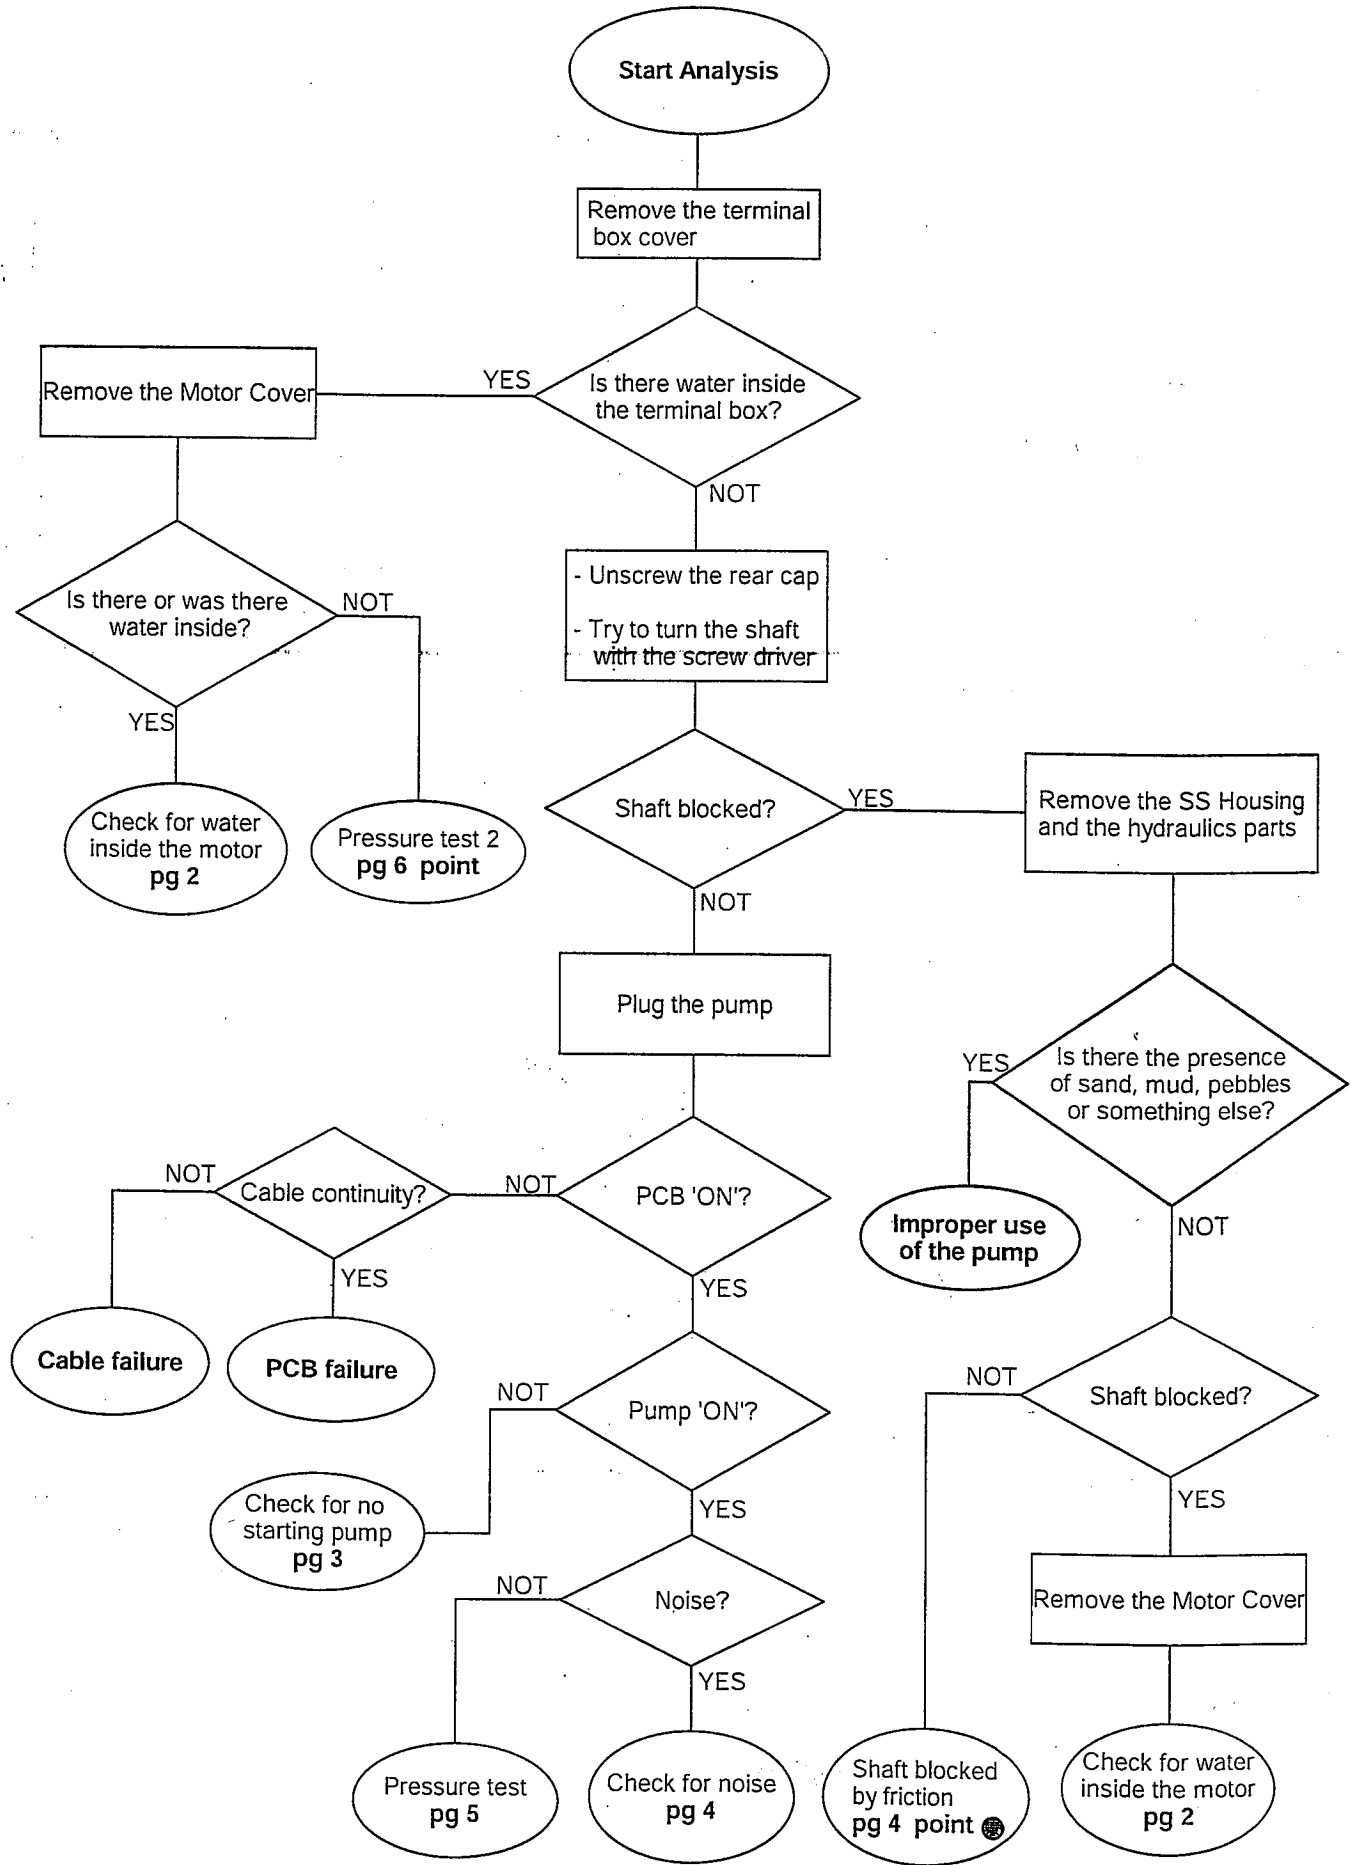 Start Analysis
Remove the terminal
box cover
Is there water inside
the terminal box?
YES
Remove the Motor Cover
NOT
Is there or was there
water inside?
NOT
YES
Check for water
inside the motor
pg 2
Pressure test 2
pg 6 point
- Unscrew the rear cap
- Try to turn the shaft
with the screw driver
Shaft blocked?
YES
Remove the SS Housing
and the hydraulics parts
NOT
Plug the pump
Is there the presence
of sand, mud, pebbles
or something else?
YES
Improper use
of the pump
NOT
PCB 'ON'?
NOT
Cable continuity?
NOT
YES
Cable failure
PCB failure
YES
Pump 'ON'?
NOT
Check for no
starting pump
pg 3
YES
Noise?
NOT
YES
Pressure test
pg 5
Check for noise
pg 4
Shaft blocked?
NOT
YES
Remove the Motor Cover
Shaft blocked
by friction
pg 4 point
Check for water
inside the motor
pg 2